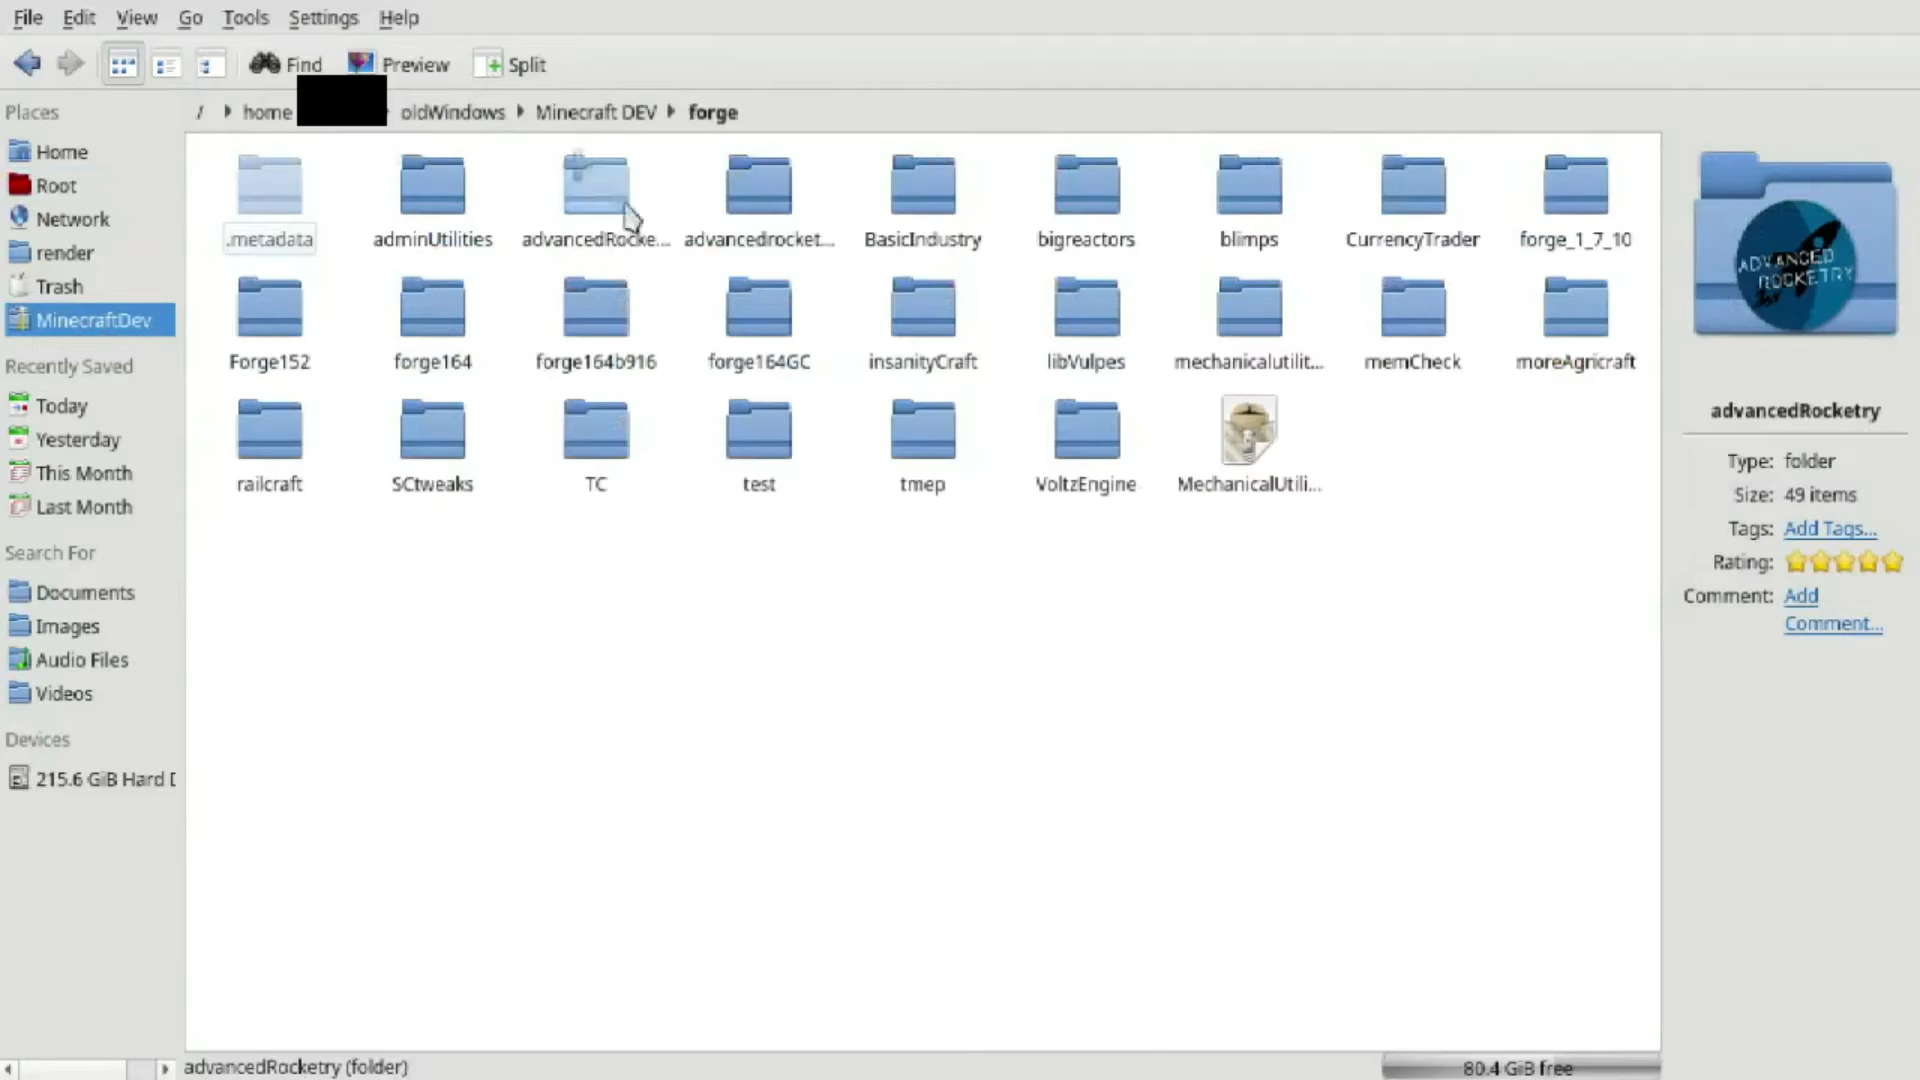 File Edit View Go Tools Settings Help
Find Preview Split
Places / home oldWindows Minecraft DEV forge
Home
Root
Network
render
Trash
MinecraftDev
Recently Saved
Today
Yesterday
This Month
Last Month
Search For
Documents
Images
Audio Files
Videos
Devices
215.6 GiB Hard D
.metadata adminUtilities advancedRocke... advancedrocket... BasicIndustry bigreactors blimps CurrencyTrader forge_1_7_10
Forge152 forge164 forge164b916 forge164GC insanityCraft libVulpes mechanicalutilit... memCheck moreAgricraft
railcraft SCtweaks TC test tmep VoltzEngine MechanicalUtili...
ADVANCED
ROCKETRY
advancedRocketry
Type: folder
Size: 49 items
Tags: Add Tags...
Rating:
Comment: Add
Comment...
advancedRocketry (folder) 80.4 GiB free